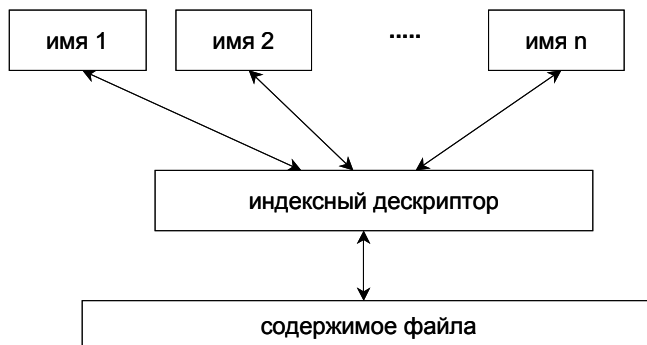 имя 1
имя 2
.....
имя n
индексный дескриптор
содержимое файла